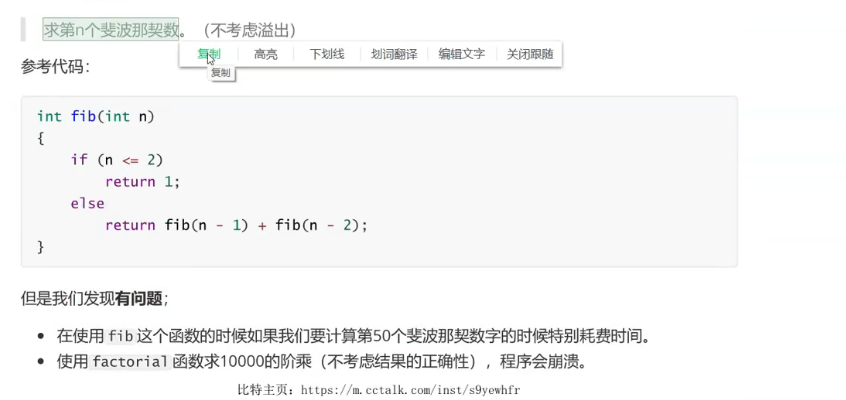 求第n个斐波那契数。（不考虑溢出）
复制 高亮 下划线 划词翻译 编辑文字 关闭跟随
复制
参考代码：
int fib(int n)
{
    if (n <= 2)
        return 1;
    else
        return fib(n - 1) + fib(n - 2);
}
但是我们发现有问题；
• 在使用 fib 这个函数的时候如果我们要计算第50个斐波那契数字的时候特别耗费时间。
• 使用 factorial 函数求10000的阶乘（不考虑结果的正确性），程序会崩溃。
比特主页：https://m.cctalk.com/inst/s9yewhfr